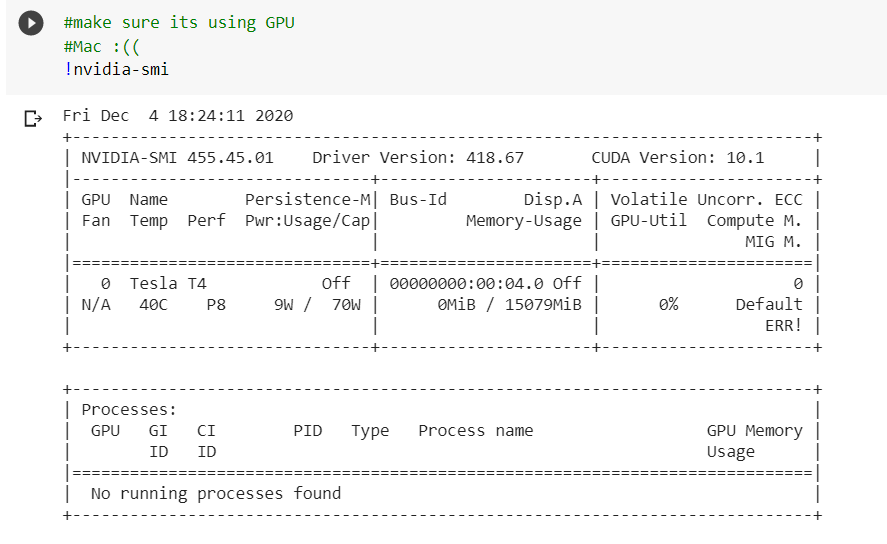 #make sure its using GPU
#Mac :((
!nvidia-smi
Fri Dec  4 18:24:11 2020
+-----------------------------------------------------------------------------+
| NVIDIA-SMI 455.45.01    Driver Version: 418.67       CUDA Version: 10.1     |
|-------------------------------+----------------------+----------------------+
| GPU  Name        Persistence-M| Bus-Id        Disp.A | Volatile Uncorr. ECC |
| Fan  Temp  Perf  Pwr:Usage/Cap|         Memory-Usage | GPU-Util  Compute M. |
|                               |                      |               MIG M. |
|===============================+======================+======================|
|   0  Tesla T4            Off  | 00000000:00:04.0 Off |                    0 |
| N/A   40C    P8     9W /  70W |      0MiB / 15079MiB |      0%      Default |
|                               |                      |                 ERR! |
+-------------------------------+----------------------+----------------------+
+-----------------------------------------------------------------------------+
| Processes:                                                                  |
|  GPU   GI   CI        PID   Type   Process name                  GPU Memory |
|        ID   ID                                                   Usage      |
|=============================================================================|
|  No running processes found                                                 |
+-----------------------------------------------------------------------------+